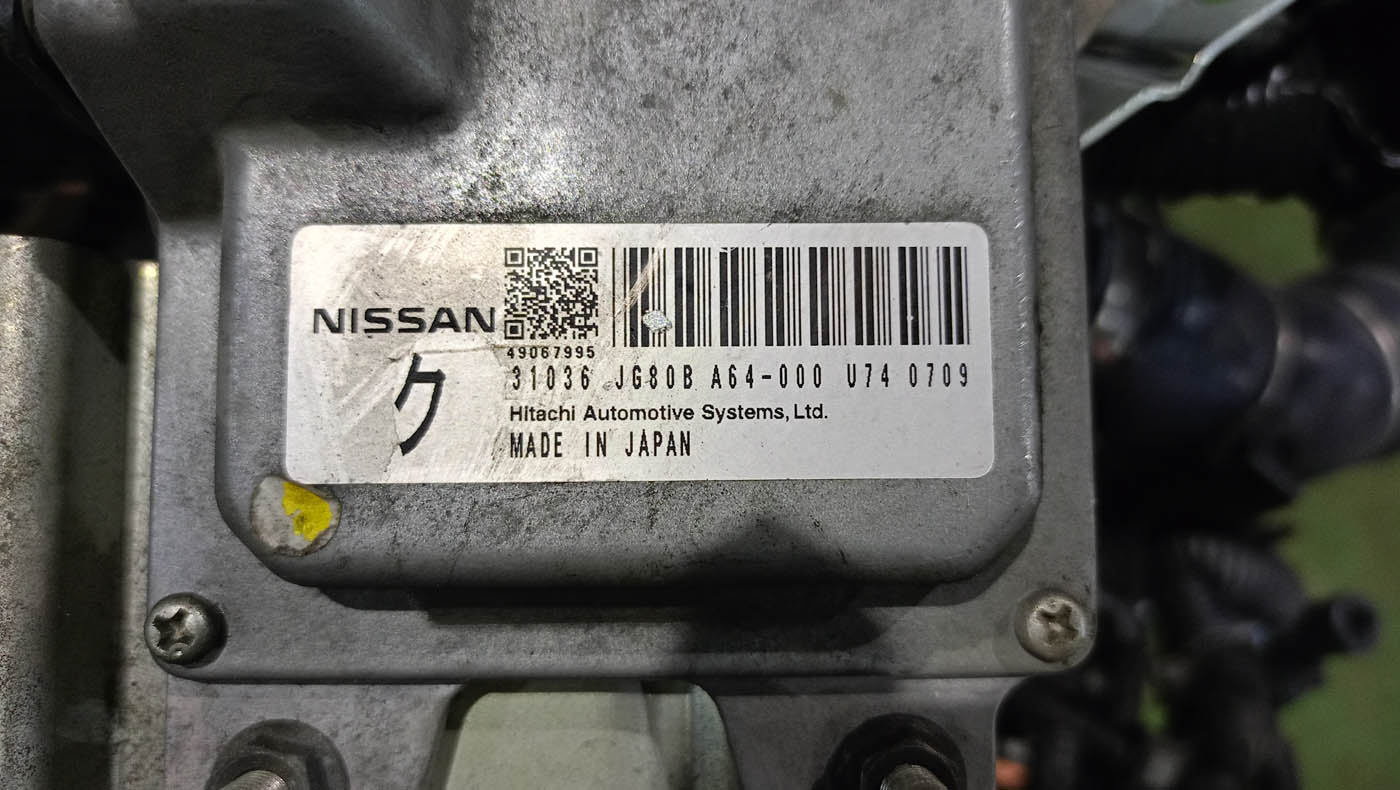 NISSAN
49067995
31036 JG80B A64-000 U74 0709
ク
Hitachi Automotive Systems, Ltd.
MADE IN JAPAN